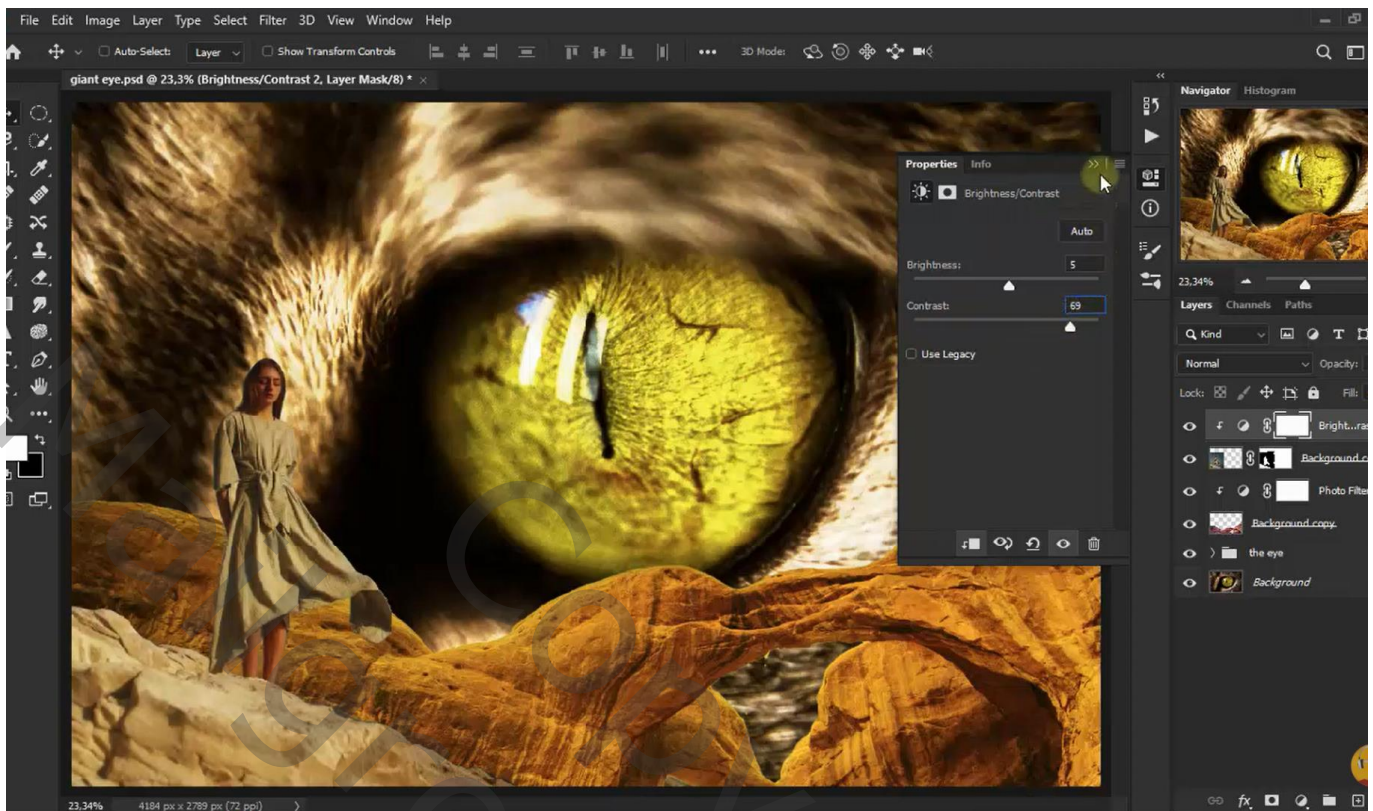 File Edit Image Layer Type Select Filter 3D View Window Help
Auto-Select: Layer Show Transform Controls 3D Mode:
giant eye.psd @ 23,3% (Brightness/Contrast 2, Layer Mask/8) * ×
Navigator Histogram
Properties Info
Brightness/Contrast
Auto
Brightness: 5
Contrast: 69
Use Legacy
23,34%
Layers Channels Paths
Kind
Normal Opacity:
Lock: Fill:
Bright...ras
Background c
Photo Filte
Background copy
the eye
Background
fx
23,34% 4184 px x 2789 px (72 ppi)